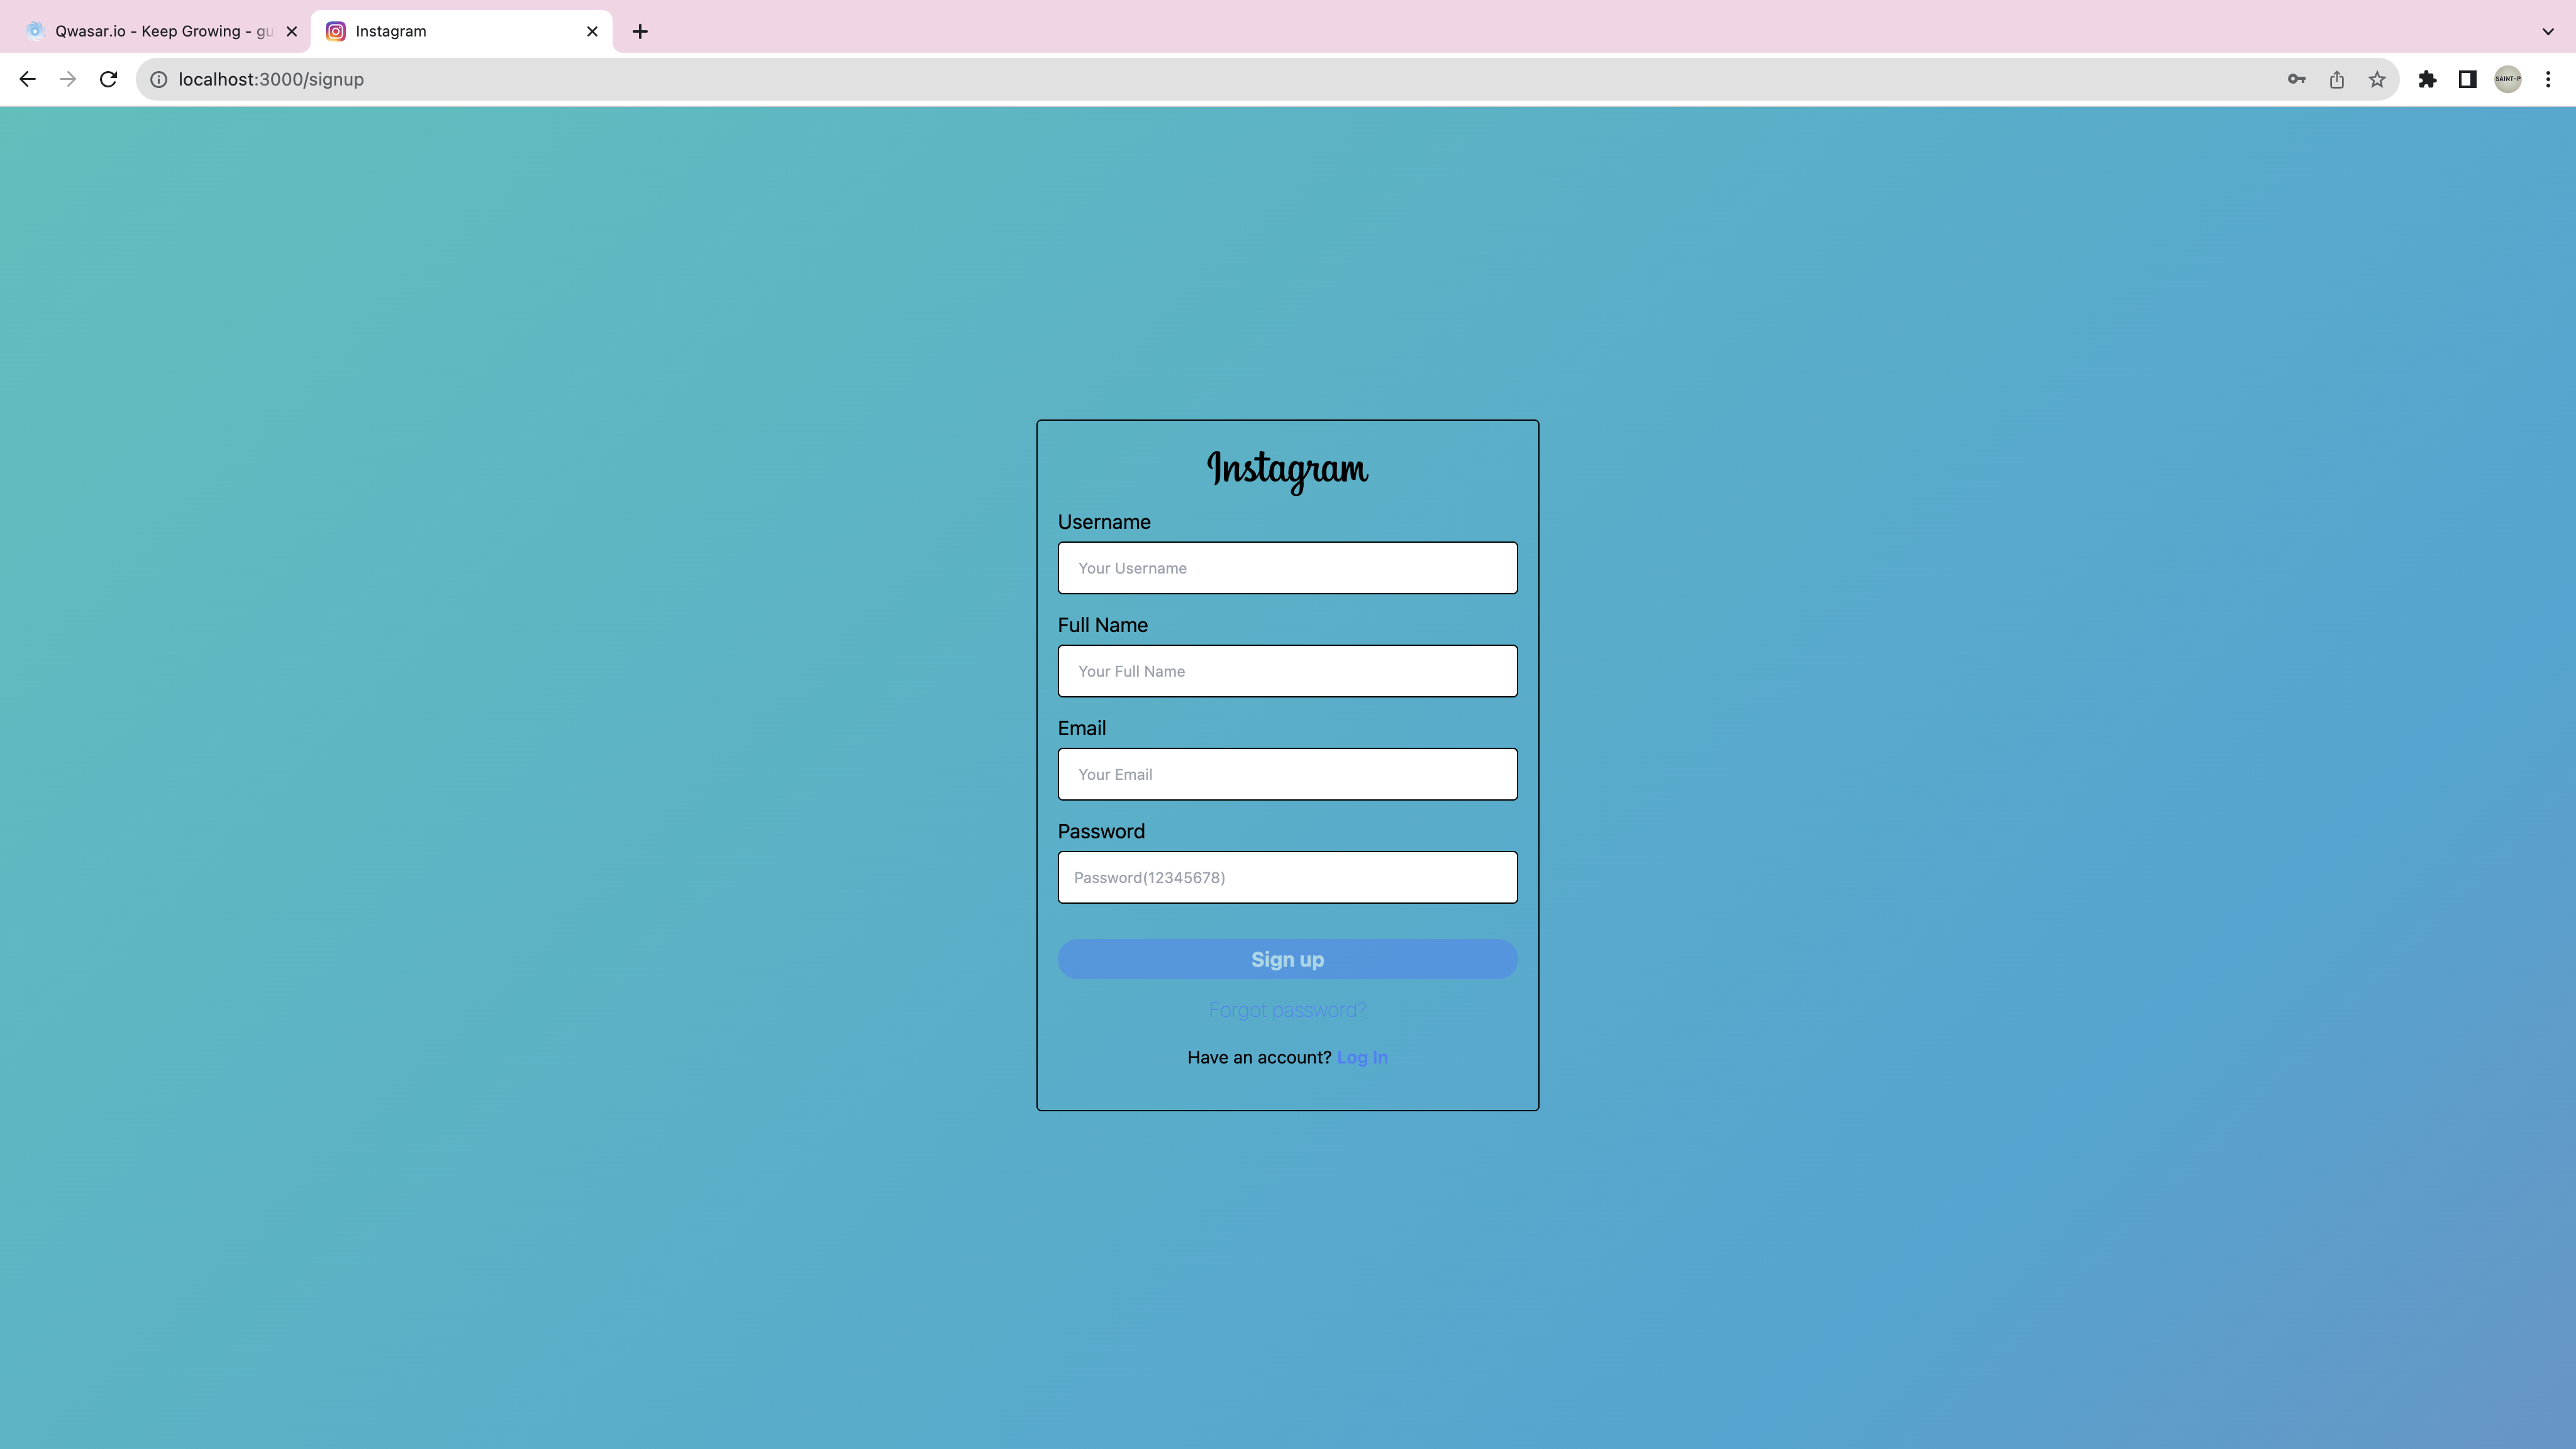 Qwasar.io - Keep Growing - gu
Instagram
localhost:3000/signup
SAINT-P
Instagram
Username
Your Username
Full Name
Your Full Name
Email
Your Email
Password
Password(12345678)
Sign up
Forgot password?
Have an account? Log In